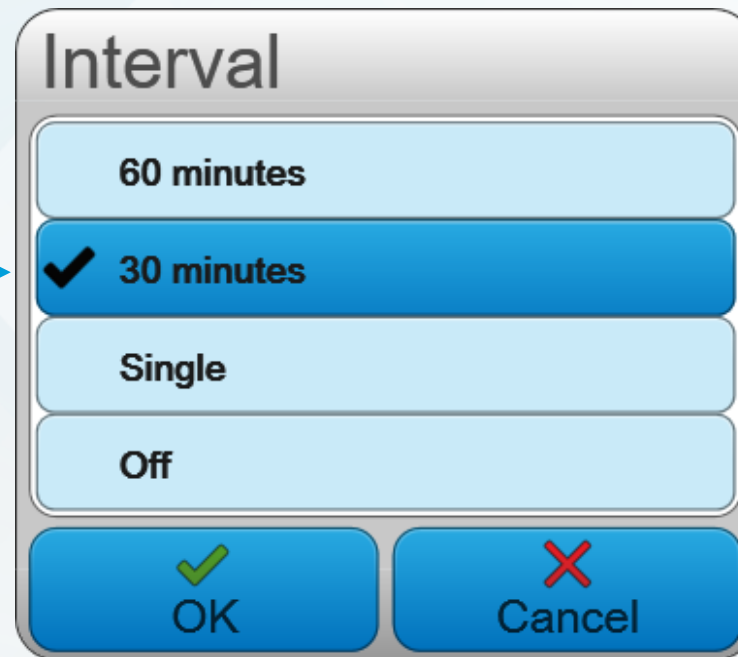 Interval
60 minutes
30 minutes
Single
Off
OK
Cancel